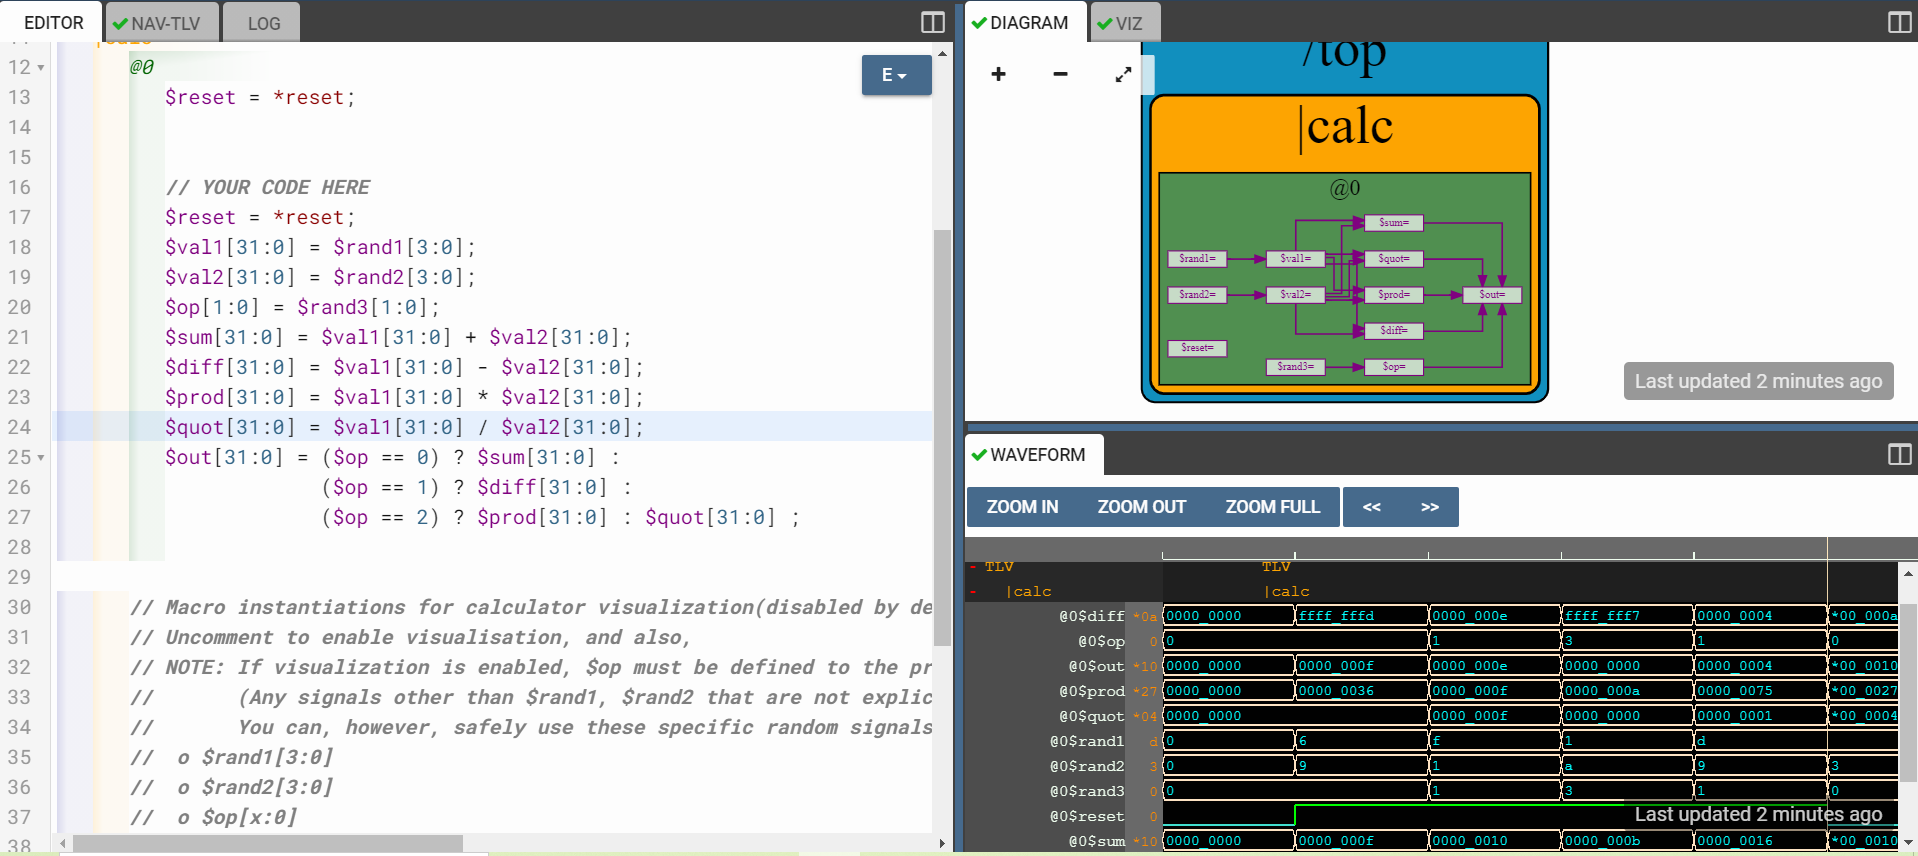 EDITOR
NAV-TLV
LOG
12
@0
E
13
$reset = *reset;
14
15
16
// YOUR CODE HERE
17
$reset = *reset;
18
$val1[31:0] = $rand1[3:0];
19
$val2[31:0] = $rand2[3:0];
20
$op[1:0] = $rand3[1:0];
21
$sum[31:0] = $val1[31:0] + $val2[31:0];
22
$diff[31:0] = $val1[31:0] - $val2[31:0];
23
$prod[31:0] = $val1[31:0] * $val2[31:0];
24
$quot[31:0] = $val1[31:0] / $val2[31:0];
25
$out[31:0] = ($op == 0) ? $sum[31:0] :
26
($op == 1) ? $diff[31:0] :
27
($op == 2) ? $prod[31:0] : $quot[31:0] ;
28
29
30
// Macro instantiations for calculator visualization(disabled by de
31
// Uncomment to enable visualisation, and also,
32
// NOTE: If visualization is enabled, $op must be defined to the pr
33
// (Any signals other than $rand1, $rand2 that are not explic
34
// You can, however, safely use these specific random signals
35
// o $rand1[3:0]
36
// o $rand2[3:0]
37
// o $op[x:0]
38
DIAGRAM
VIZ
/top
|calc
@0
$sum=
$rand1=
$val1=
$quot=
$rand2=
$val2=
$prod=
$out=
$diff=
$reset=
$rand3=
$op=
Last updated 2 minutes ago
WAVEFORM
ZOOM IN
ZOOM OUT
ZOOM FULL
<<
>>
- TLV TLV
- |calc |calc
@0$diff *0a 0000_0000 ffff_fffd 0000_000e ffff_fff7 0000_0004 *00_000a
@0$op 0 0 1 3 1 0
@0$out *10 0000_0000 0000_000f 0000_000e 0000_0000 0000_0004 *00_0010
@0$prod *27 0000_0000 0000_0036 0000_000f 0000_000a 0000_0075 *00_0027
@0$quot *04 0000_0000 0000_000f 0000_0000 0000_0001 *00_0004
@0$rand1 d 0 6 f 1 d
@0$rand2 3 0 9 1 a 9 3
@0$rand3 0 0 1 3 1 0
@0$reset 0
Last updated 2 minutes ago
@0$sum *10 0000_0000 0000_000f 0000_0010 0000_000b 0000_0016 *00_0010